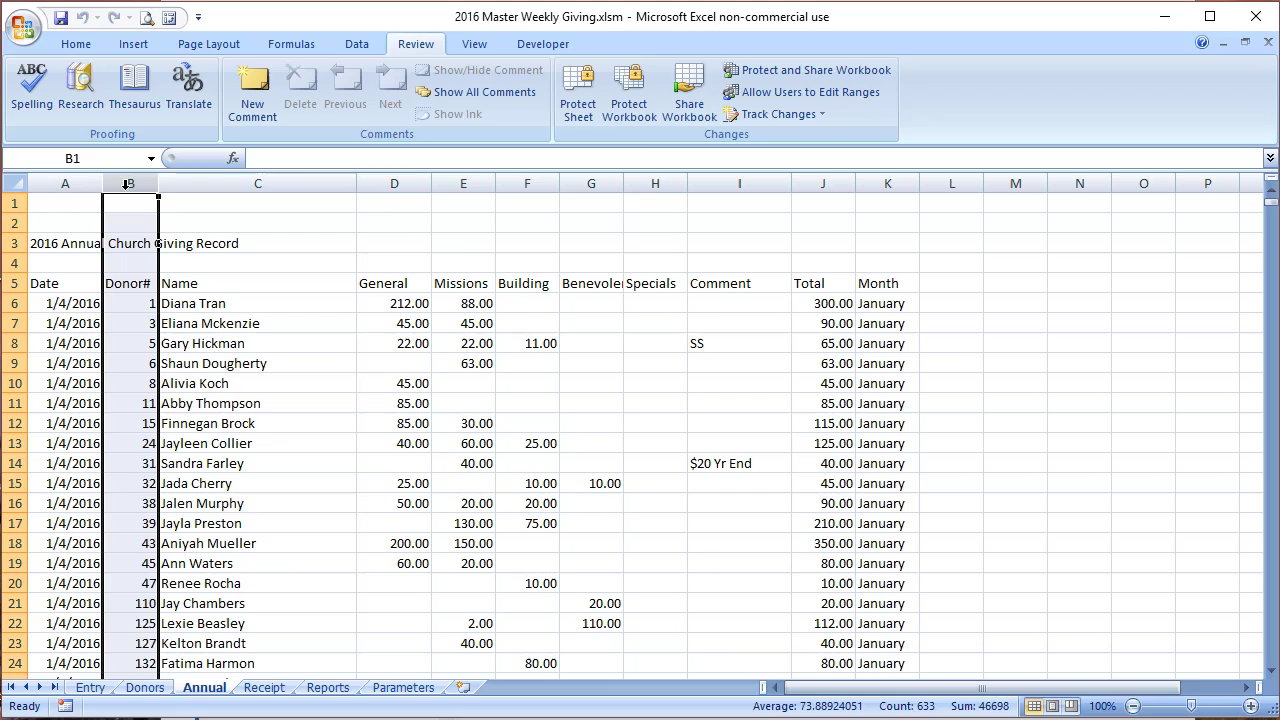 2016 Master Weekly Giving.xlsm - Microsoft Excel non-commercial use
Home Insert Page Layout Formulas Data Review View Developer
Spelling Research Thesaurus Translate
Proofing
New Comment Delete Previous Next
Show/Hide Comment
Show All Comments
Show Ink
Comments
Protect Sheet Protect Workbook Share Workbook
Protect and Share Workbook
Allow Users to Edit Ranges
Track Changes
Changes
B1 fx
A B C D E F G H I J K L M N O P
1
2
3 2016 Annua Church Giving Record
4
5 Date Donor# Name General Missions Building Benevole Specials Comment Total Month
6 1/4/2016 1 Diana Tran 212.00 88.00 300.00 January
7 1/4/2016 3 Eliana Mckenzie 45.00 45.00 90.00 January
8 1/4/2016 5 Gary Hickman 22.00 22.00 11.00 SS 65.00 January
9 1/4/2016 6 Shaun Dougherty 63.00 63.00 January
10 1/4/2016 8 Alivia Koch 45.00 45.00 January
11 1/4/2016 11 Abby Thompson 85.00 85.00 January
12 1/4/2016 15 Finnegan Brock 85.00 30.00 115.00 January
13 1/4/2016 24 Jayleen Collier 40.00 60.00 25.00 125.00 January
14 1/4/2016 31 Sandra Farley 40.00 $20 Yr End 40.00 January
15 1/4/2016 32 Jada Cherry 25.00 10.00 10.00 45.00 January
16 1/4/2016 38 Jalen Murphy 50.00 20.00 20.00 90.00 January
17 1/4/2016 39 Jayla Preston 130.00 75.00 210.00 January
18 1/4/2016 43 Aniyah Mueller 200.00 150.00 350.00 January
19 1/4/2016 45 Ann Waters 60.00 20.00 80.00 January
20 1/4/2016 47 Renee Rocha 10.00 10.00 January
21 1/4/2016 110 Jay Chambers 20.00 20.00 January
22 1/4/2016 125 Lexie Beasley 2.00 110.00 112.00 January
23 1/4/2016 127 Kelton Brandt 40.00 40.00 January
24 1/4/2016 132 Fatima Harmon 80.00 80.00 January
Entry Donors Annual Receipt Reports Parameters
Ready Average: 73.88924051 Count: 633 Sum: 46698 100%